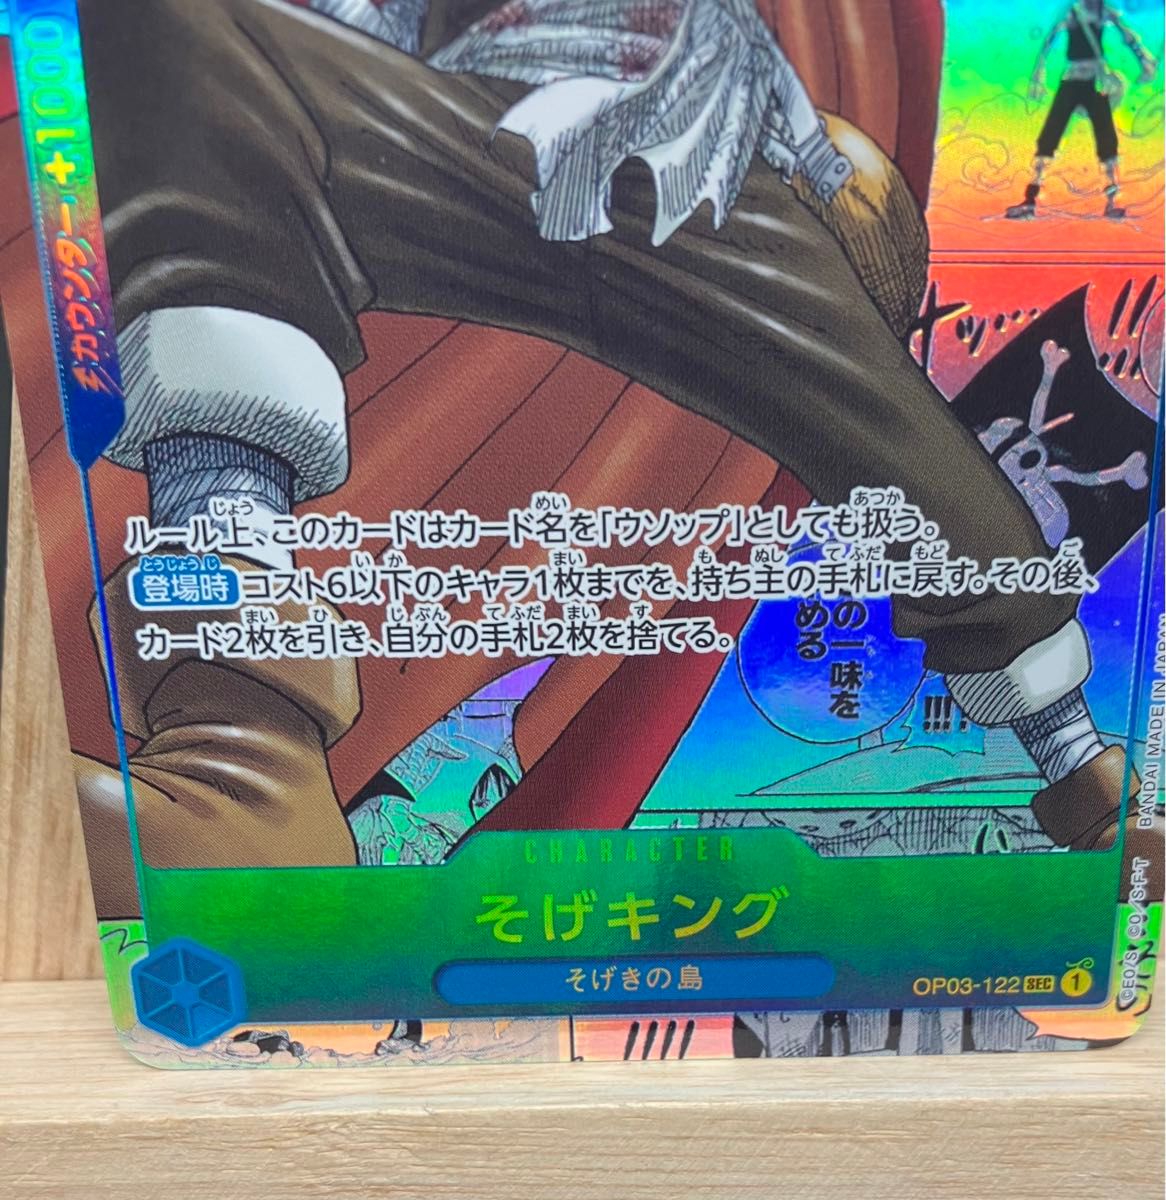 カウンター+1000
ドッ…
!!
ルール上、このカードはカード名を「ウソップ」としても扱う。
登場時 コスト6以下のキャラ1枚までを、持ち主の手札に戻す。その後、
カード2枚を引き、自分の手札2枚を捨てる。
の一味を
める
!!!!
CHARACTER
そげキング
そげきの島
OP03-122 SEC 1
BANDAI MADE IN JAPAN
©E.O./S. ©O./S.・F・T
!!!!